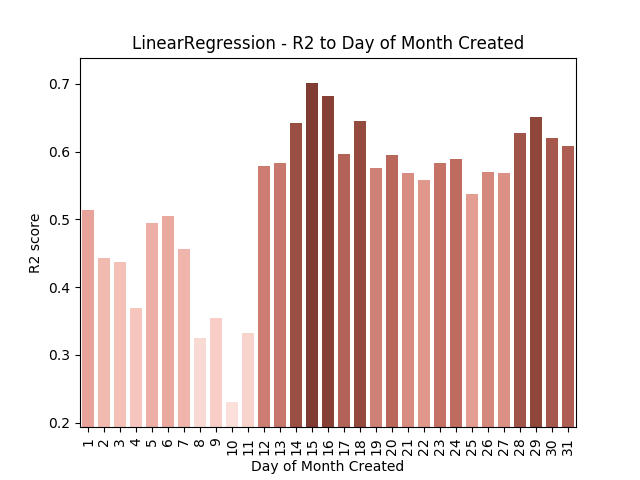 LinearRegression - R2 to Day of Month Created
R2 score
0.7
0.6
0.5
0.4
0.3
0.2
1 2 3 4 5 6 7 8 9 10 11 12 13 14 15 16 17 18 19 20 21 22 23 24 25 26 27 28 29 30 31
Day of Month Created